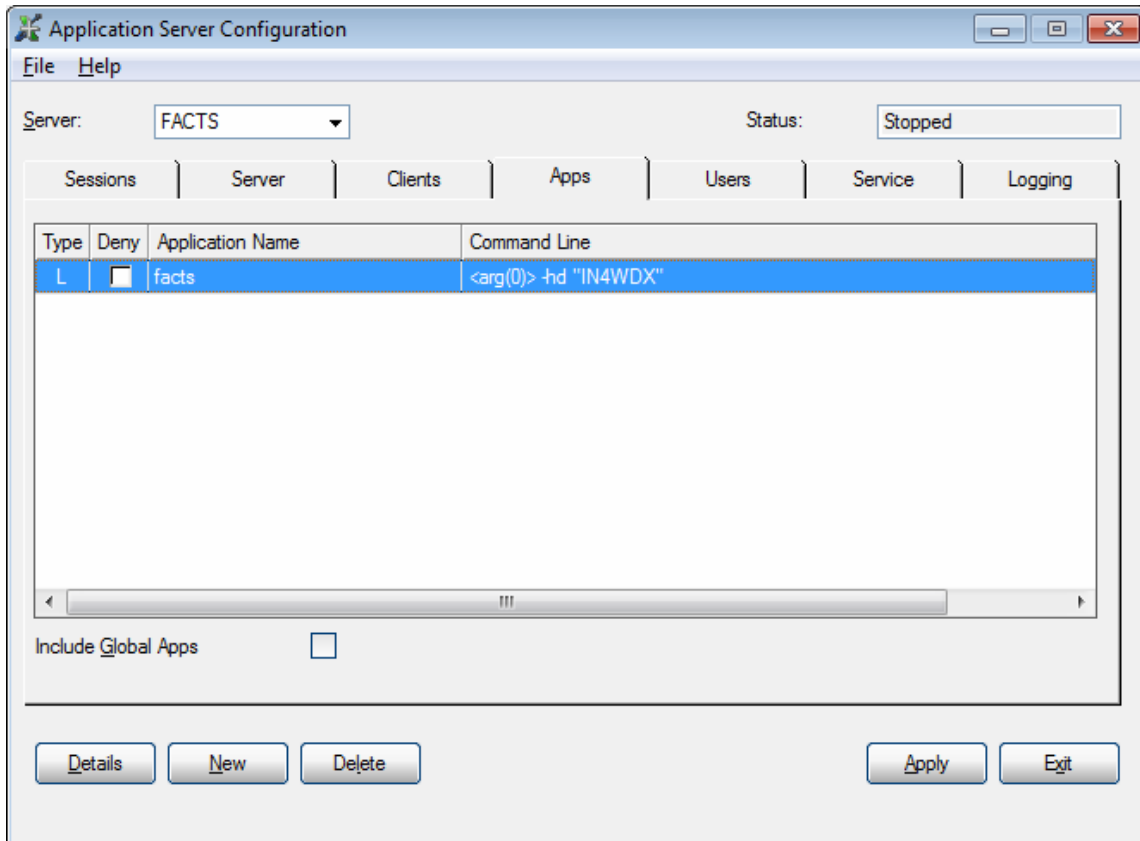 Application Server Configuration
File Help
Server: FACTS Status: Stopped
Sessions Server Clients Apps Users Service Logging
Type Deny Application Name Command Line
L facts <arg(0)> -hd "IN4WDX"
Include Global Apps
Details New Delete Apply Exit